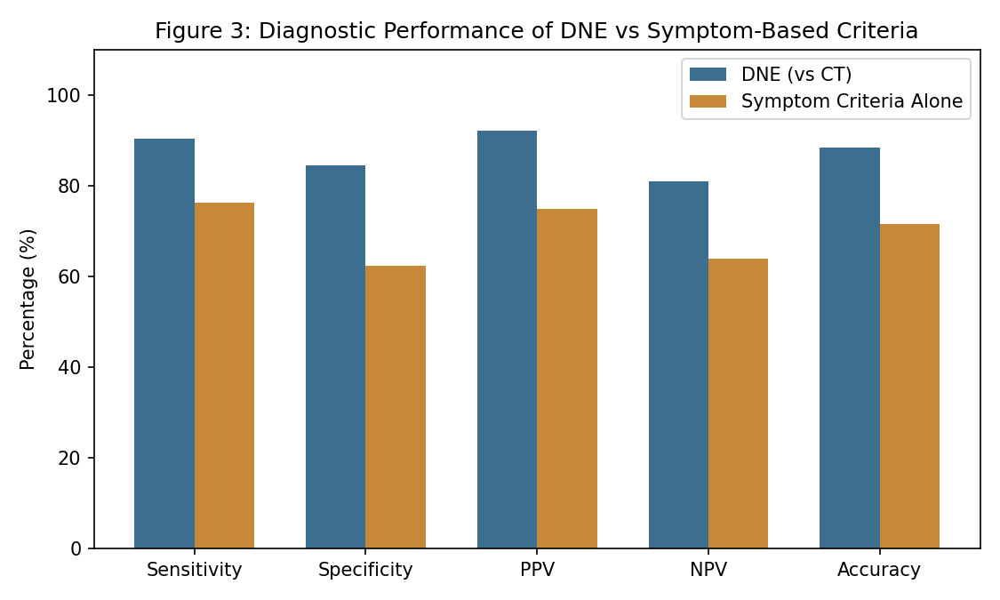 Figure 3: Diagnostic Performance of DNE vs Symptom-Based Criteria
DNE (vs CT)
Symptom Criteria Alone
Percentage (%)
100
80
60
40
20
0
Sensitivity
Specificity
PPV
NPV
Accuracy